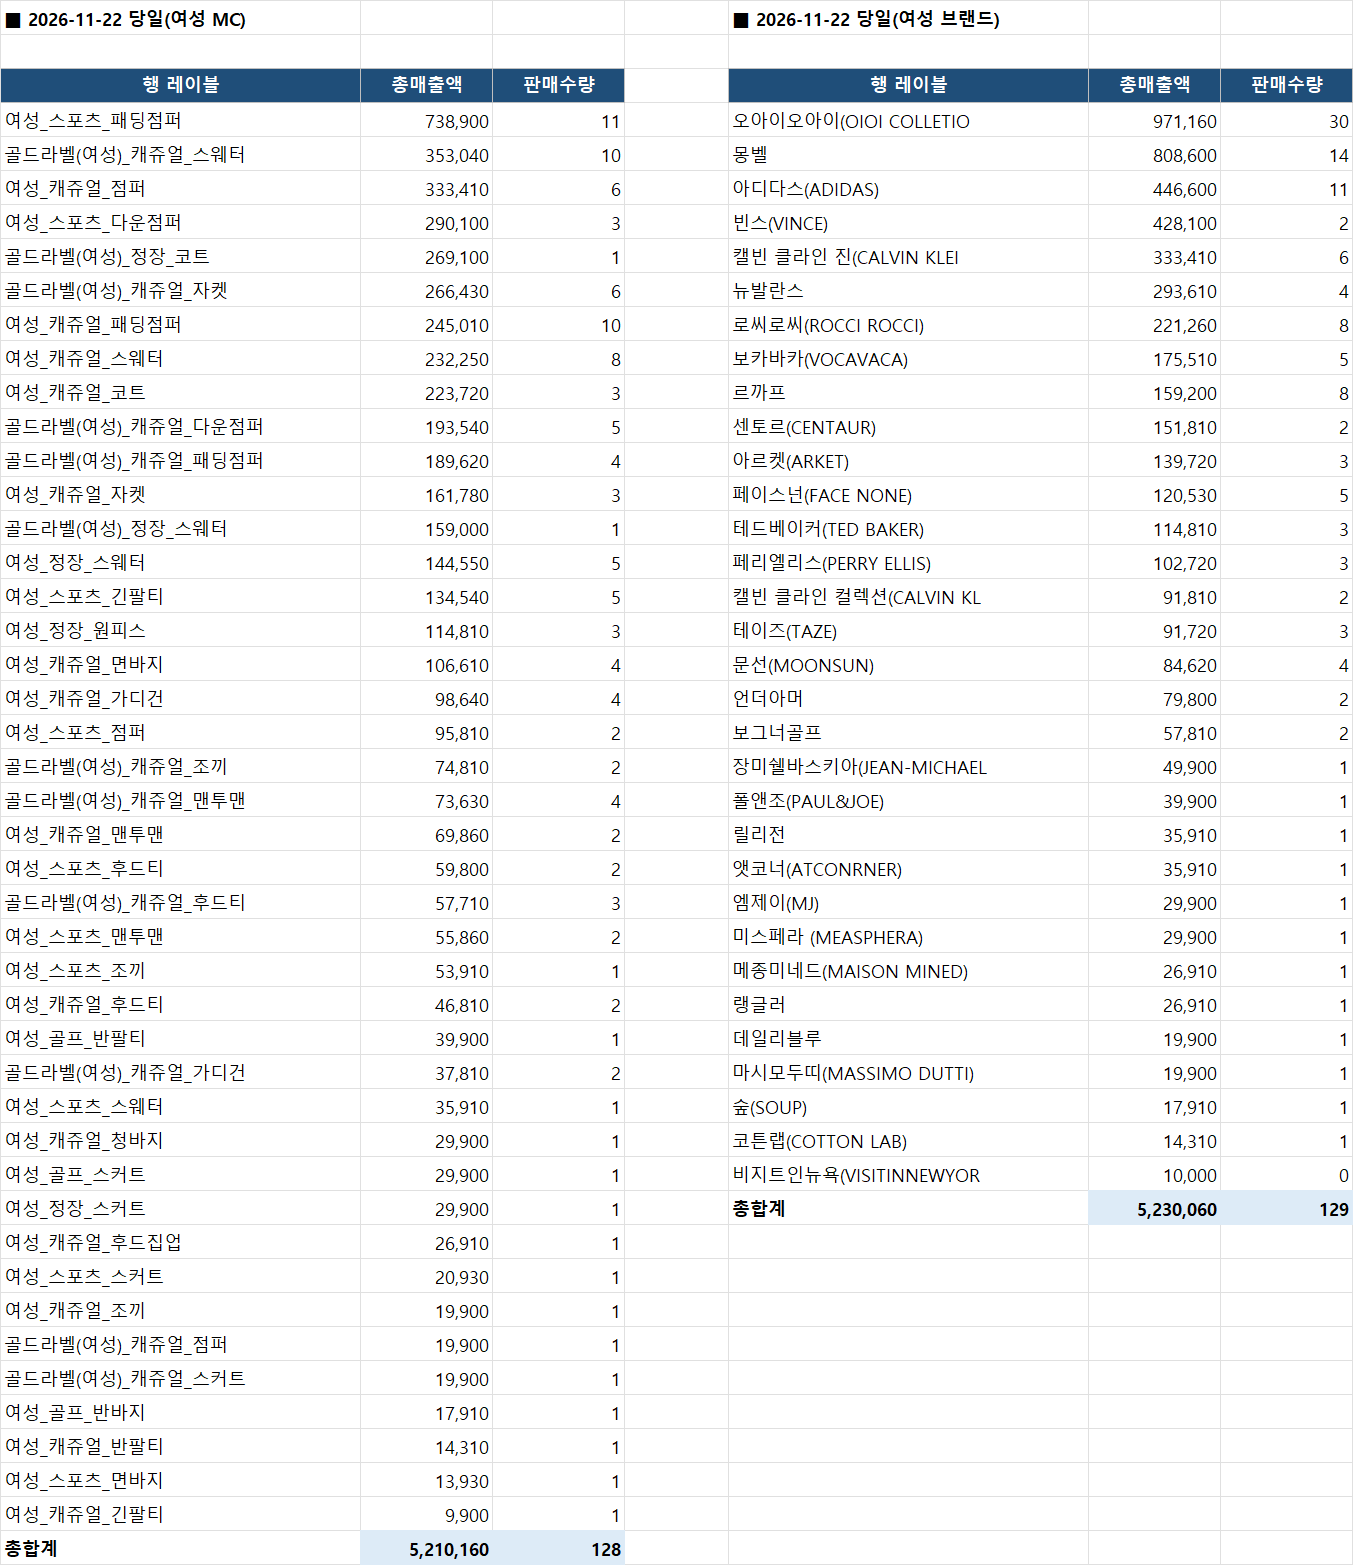 ■ 2026-11-22 당일(여성 MC)
행 레이블 총매출액 판매수량
여성_스포츠_패딩점퍼 738,900 11
골드라벨(여성)_캐쥬얼_스웨터 353,040 10
여성_캐쥬얼_점퍼 333,410 6
여성_스포츠_다운점퍼 290,100 3
골드라벨(여성)_정장_코트 269,100 1
골드라벨(여성)_캐쥬얼_자켓 266,430 6
여성_캐쥬얼_패딩점퍼 245,010 10
여성_캐쥬얼_스웨터 232,250 8
여성_캐쥬얼_코트 223,720 3
골드라벨(여성)_캐쥬얼_다운점퍼 193,540 5
골드라벨(여성)_캐쥬얼_패딩점퍼 189,620 4
여성_캐쥬얼_자켓 161,780 3
골드라벨(여성)_정장_스웨터 159,000 1
여성_정장_스웨터 144,550 5
여성_스포츠_긴팔티 134,540 5
여성_정장_원피스 114,810 3
여성_캐쥬얼_면바지 106,610 4
여성_캐쥬얼_가디건 98,640 4
여성_스포츠_점퍼 95,810 2
골드라벨(여성)_캐쥬얼_조끼 74,810 2
골드라벨(여성)_캐쥬얼_맨투맨 73,630 4
여성_캐쥬얼_맨투맨 69,860 2
여성_스포츠_후드티 59,800 2
골드라벨(여성)_캐쥬얼_후드티 57,710 3
여성_스포츠_맨투맨 55,860 2
여성_스포츠_조끼 53,910 1
여성_캐쥬얼_후드티 46,810 2
여성_골프_반팔티 39,900 1
골드라벨(여성)_캐쥬얼_가디건 37,810 2
여성_스포츠_스웨터 35,910 1
여성_캐쥬얼_청바지 29,900 1
여성_골프_스커트 29,900 1
여성_정장_스커트 29,900 1
여성_캐쥬얼_후드집업 26,910 1
여성_스포츠_스커트 20,930 1
여성_캐쥬얼_조끼 19,900 1
골드라벨(여성)_캐쥬얼_점퍼 19,900 1
골드라벨(여성)_캐쥬얼_스커트 19,900 1
여성_골프_반바지 17,910 1
여성_캐쥬얼_반팔티 14,310 1
여성_스포츠_면바지 13,930 1
여성_캐쥬얼_긴팔티 9,900 1
총합계 5,210,160 128
■ 2026-11-22 당일(여성 브랜드)
행 레이블 총매출액 판매수량
오아이오아이(OIOI COLLETIO 971,160 30
몽벨 808,600 14
아디다스(ADIDAS) 446,600 11
빈스(VINCE) 428,100 2
캘빈 클라인 진(CALVIN KLEI 333,410 6
뉴발란스 293,610 4
로씨로씨(ROCCI ROCCI) 221,260 8
보카바카(VOCAVACA) 175,510 5
르까프 159,200 8
센토르(CENTAUR) 151,810 2
아르켓(ARKET) 139,720 3
페이스넌(FACE NONE) 120,530 5
테드베이커(TED BAKER) 114,810 3
페리엘리스(PERRY ELLIS) 102,720 3
캘빈 클라인 컬렉션(CALVIN KL 91,810 2
테이즈(TAZE) 91,720 3
문선(MOONSUN) 84,620 4
언더아머 79,800 2
보그너골프 57,810 2
장미쉘바스키아(JEAN-MICHAEL 49,900 1
폴앤조(PAUL&JOE) 39,900 1
릴리전 35,910 1
앳코너(ATCONRNER) 35,910 1
엠제이(MJ) 29,900 1
미스페라 (MEASPHERA) 29,900 1
메종미네드(MAISON MINED) 26,910 1
랭글러 26,910 1
데일리블루 19,900 1
마시모두띠(MASSIMO DUTTI) 19,900 1
숲(SOUP) 17,910 1
코튼랩(COTTON LAB) 14,310 1
비지트인뉴욕(VISITINNEWYOR 10,000 0
총합계 5,230,060 129